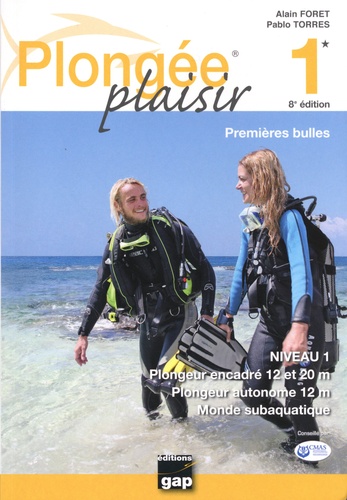 Alain FORET
Pablo TORRES
Plongée®
plaisir
1*
8e édition
Premières bulles
NIVEAU 1
Plongeur encadré 12 et 20 m
Plongeur autonome 12 m
Monde subaquatique
CMAS
éditions
gap